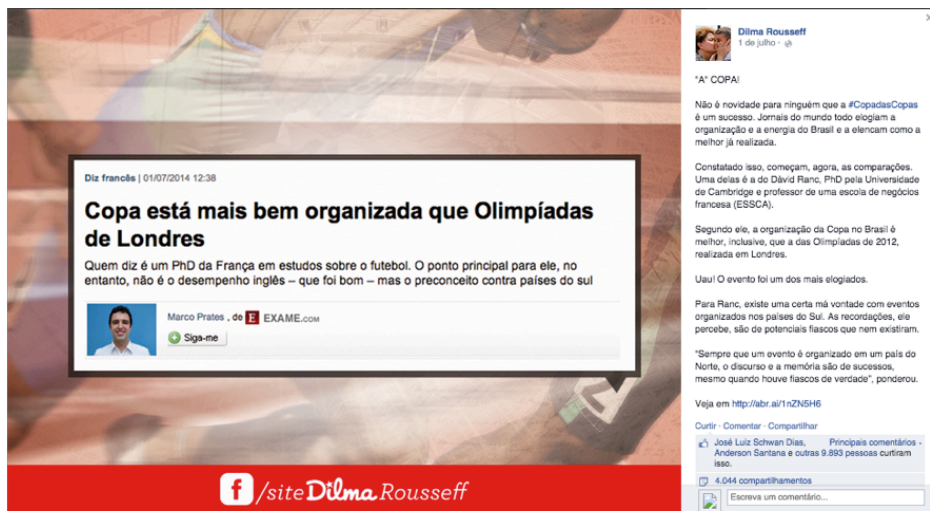 Diz francês | 01/07/2014 12:38
Copa está mais bem organizada que Olimpíadas
de Londres
Quem diz é um PhD da França em estudos sobre o futebol. O ponto principal para ele, no
entanto, não é o desempenho inglês – que foi bom – mas o preconceito contra países do sul
Marco Prates , de E EXAME.COM
Siga-me
f /site Dilma Rousseff
Dilma Rousseff
1 de julho ·
"A" COPA!
Não é novidade para ninguém que a #CopadasCopas
é um sucesso. Jornais do mundo todo elogiam a
organização e a energia do Brasil e a elencam como a
melhor já realizada.
Constatado isso, começam, agora, as comparações.
Uma delas é a do Dàvid Ranc, PhD pela Universidade
de Cambridge e professor de uma escola de negócios
francesa (ESSCA).
Segundo ele, a organização da Copa no Brasil é
melhor, inclusive, que a das Olimpíadas de 2012,
realizada em Londres.
Uau! O evento foi um dos mais elogiados.
Para Ranc, existe uma certa má vontade com eventos
organizados nos países do Sul. As recordações, ele
percebe, são de potenciais fiascos que nem existiram.
"Sempre que um evento é organizado em um país do
Norte, o discurso e a memória são de sucessos,
mesmo quando houve fiascos de verdade", ponderou.
Veja em http://abr.ai/1nZN5H6
Curtir · Comentar · Compartilhar
José Luiz Schwan Dias, Principais comentários
Anderson Santana e outras 9.893 pessoas curtiram
isso.
4.044 compartilhamentos
Escreva um comentário...